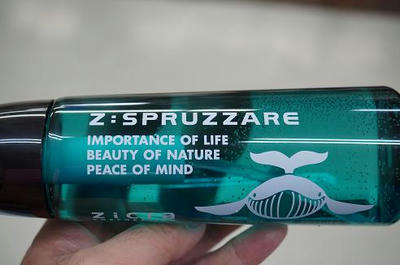 Z:SPRUZZARE
IMPORTANCE OF LIFE
BEAUTY OF NATURE
PEACE OF MIND